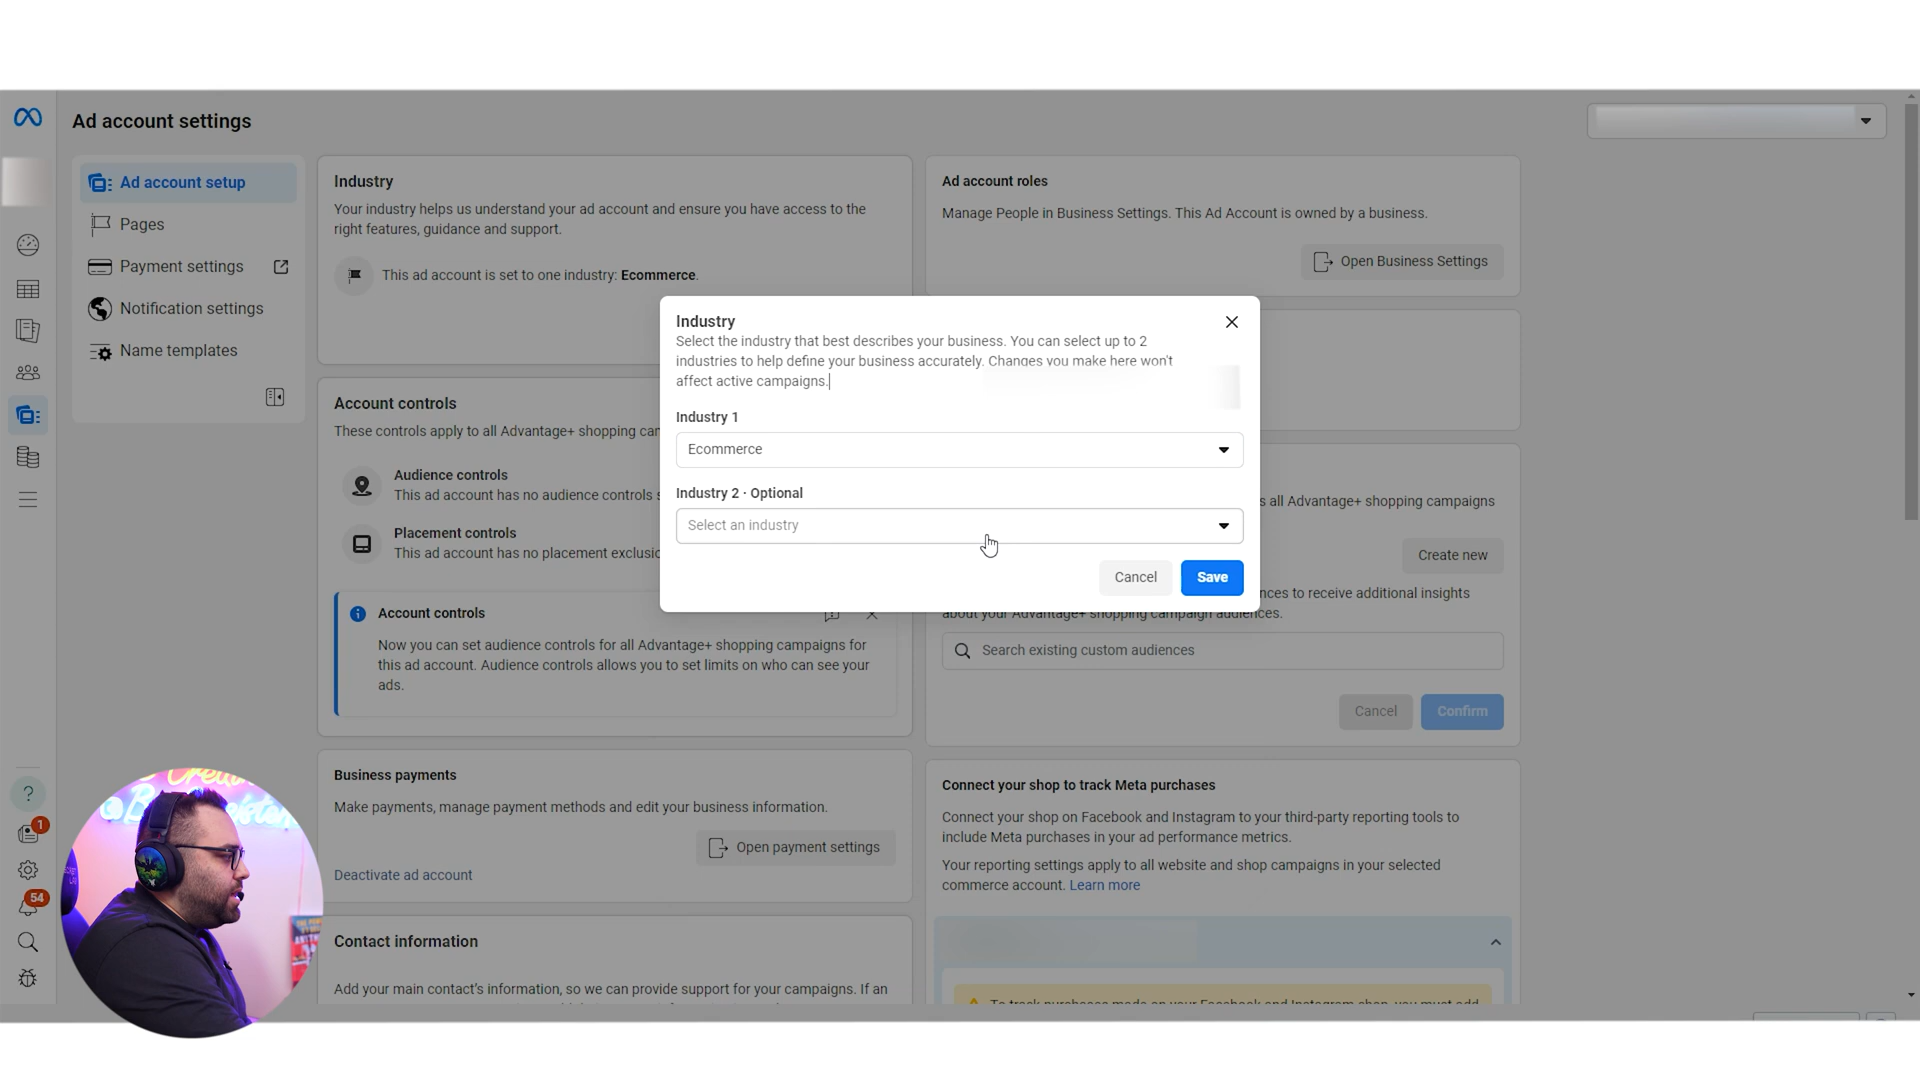 Ad account settings
Ad account setup
Pages
Payment settings
Notification settings
Name templates
Industry
Your industry helps us understand your ad account and ensure you have access to the
right features, guidance and support.
This ad account is set to one industry: Ecommerce.
Account controls
These controls apply to all Advantage+ shopping
Audience controls
This ad account has no audience controls
Placement controls
This ad account has no placement
Account controls
Now you can set audience controls for all Advantage+ shopping campaigns for
this ad account. Audience controls allows you to set limits on who can see your
ads.
Business payments
Make payments, manage payment methods and edit your business information.
Open payment settings
Deactivate ad account
Contact information
Add your main contact's information, so we can provide support for your campaigns. If an
Ad account roles
Manage People in Business Settings. This Ad Account is owned by a business.
Open Business Settings
Industry
Select the industry that best describes your business. You can select up to 2
industries to help define your business accurately. Changes you make here won't
affect active campaigns.
Industry 1
Ecommerce
Industry 2 · Optional
Select an industry
Cancel
Save
all Advantage+ shopping campaigns
Create new
to receive additional insights
about your Advantage+ shopping campaign audiences.
Search existing custom audiences
Cancel
Confirm
Connect your shop to track Meta purchases
Connect your shop on Facebook and Instagram to your third-party reporting tools to
include Meta purchases in your ad performance metrics.
Your reporting settings apply to all website and shop campaigns in your selected
commerce account. Learn more
To track purchases made on your Facebook and Instagram shop, you must add
?
1
54